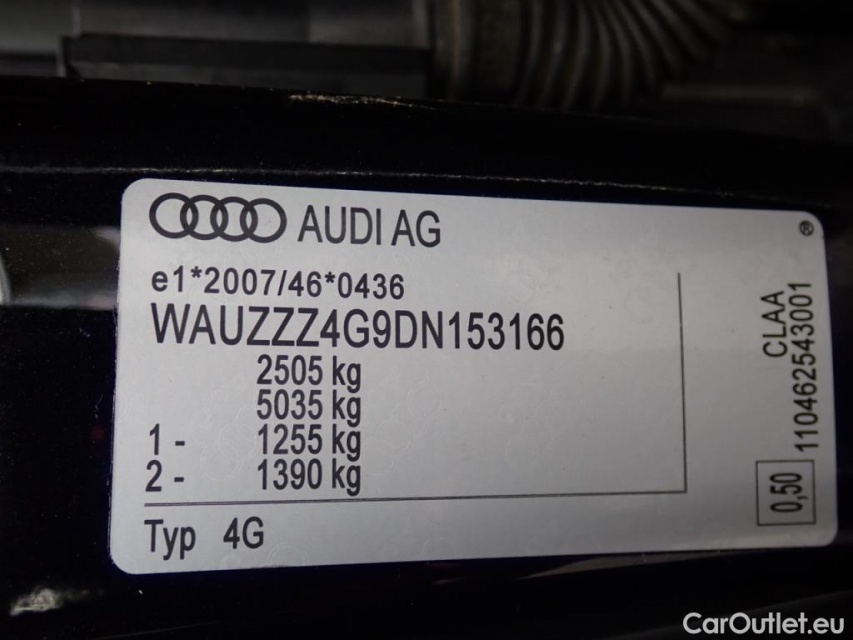 AUDI AG
®
e1*2007/46*0436
WAUZZZ4G9DN153166
2505 kg
5035 kg
1 - 1255 kg
2 - 1390 kg
Typ 4G
CLAA
110462543001
0,50
CarOutlet.eu